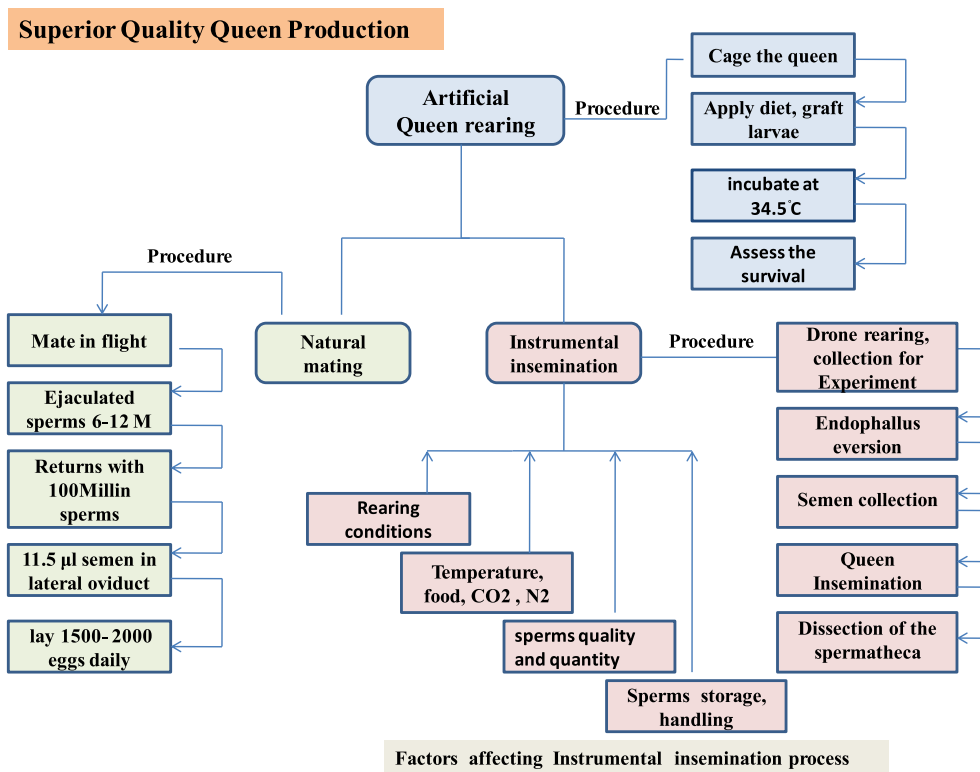 Superior Quality Queen Production
Artificial
Queen rearing
Procedure
Cage the queen
Apply diet, graft
larvae
incubate at
34.5°C
Assess the
survival
Procedure
Mate in flight
Ejaculated
sperms 6-12 M
Returns with
100Millin
sperms
11.5 µl semen in
lateral oviduct
lay 1500- 2000
eggs daily
Natural
mating
Instrumental
insemination
Procedure
Drone rearing,
collection for
Experiment
Endophallus
eversion
Semen collection
Queen
Insemination
Dissection of the
spermatheca
Rearing
conditions
Temperature,
food, CO2 , N2
sperms quality
and quantity
Sperms storage,
handling
Factors affecting Instrumental insemination process